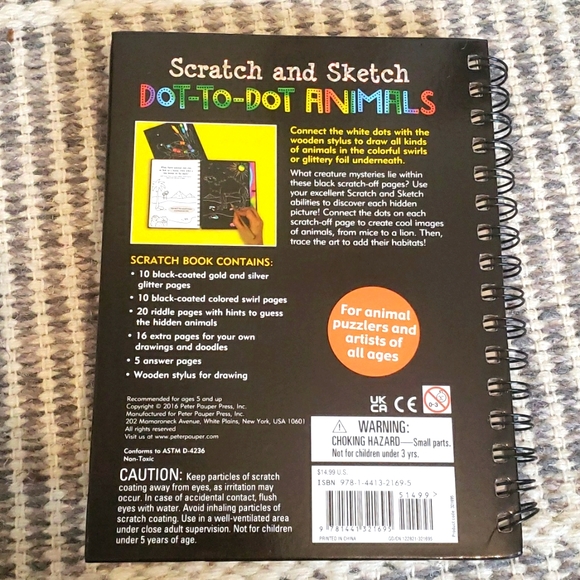 Scratch and Sketch
DOT-TO-DOT ANIMALS
Connect the white dots with the
wooden stylus to draw all kinds
of animals in the colorful swirls
or glittery foil underneath.
What creature mysteries lie within
these black scratch-off pages? Use
your excellent Scratch and Sketch
abilities to discover each hidden
picture! Connect the dots on each
scratch-off page to create cool images
of animals, from mice to a lion. Then,
trace the art to add their habitats!
SCRATCH BOOK CONTAINS:
• 10 black-coated gold and silver
glitter pages
• 10 black-coated colored swirl pages
• 20 riddle pages with hints to guess
the hidden animals
• 16 extra pages for your own
drawings and doodles
• 5 answer pages
• Wooden stylus for drawing
For animal
puzzlers and
artists of
all ages
Recommended for ages 5 and up
Copyright © 2016 Peter Pauper Press, Inc.
Manufactured for Peter Pauper Press, Inc.
202 Mamaroneck Avenue, White Plains, New York, USA 10601
All rights reserved
Visit us at www.peterpauper.com
Conforms to ASTM D-4236
Non-Toxic
CAUTION: Keep particles of scratch
coating away from eyes, as irritation may
occur. In case of accidental contact, flush
eyes with water. Avoid inhaling particles of
scratch coating. Use in a well-ventilated area
under close adult supervision. Not for children
under 5 years of age.
UK
CA
CE
0-3
WARNING:
CHOKING HAZARD—Small parts.
Not for children under 3 yrs.
$14.99 U.S.
ISBN 978-1-4413-2169-5
51499>
9 781441 321695
PRINTED IN CHINA